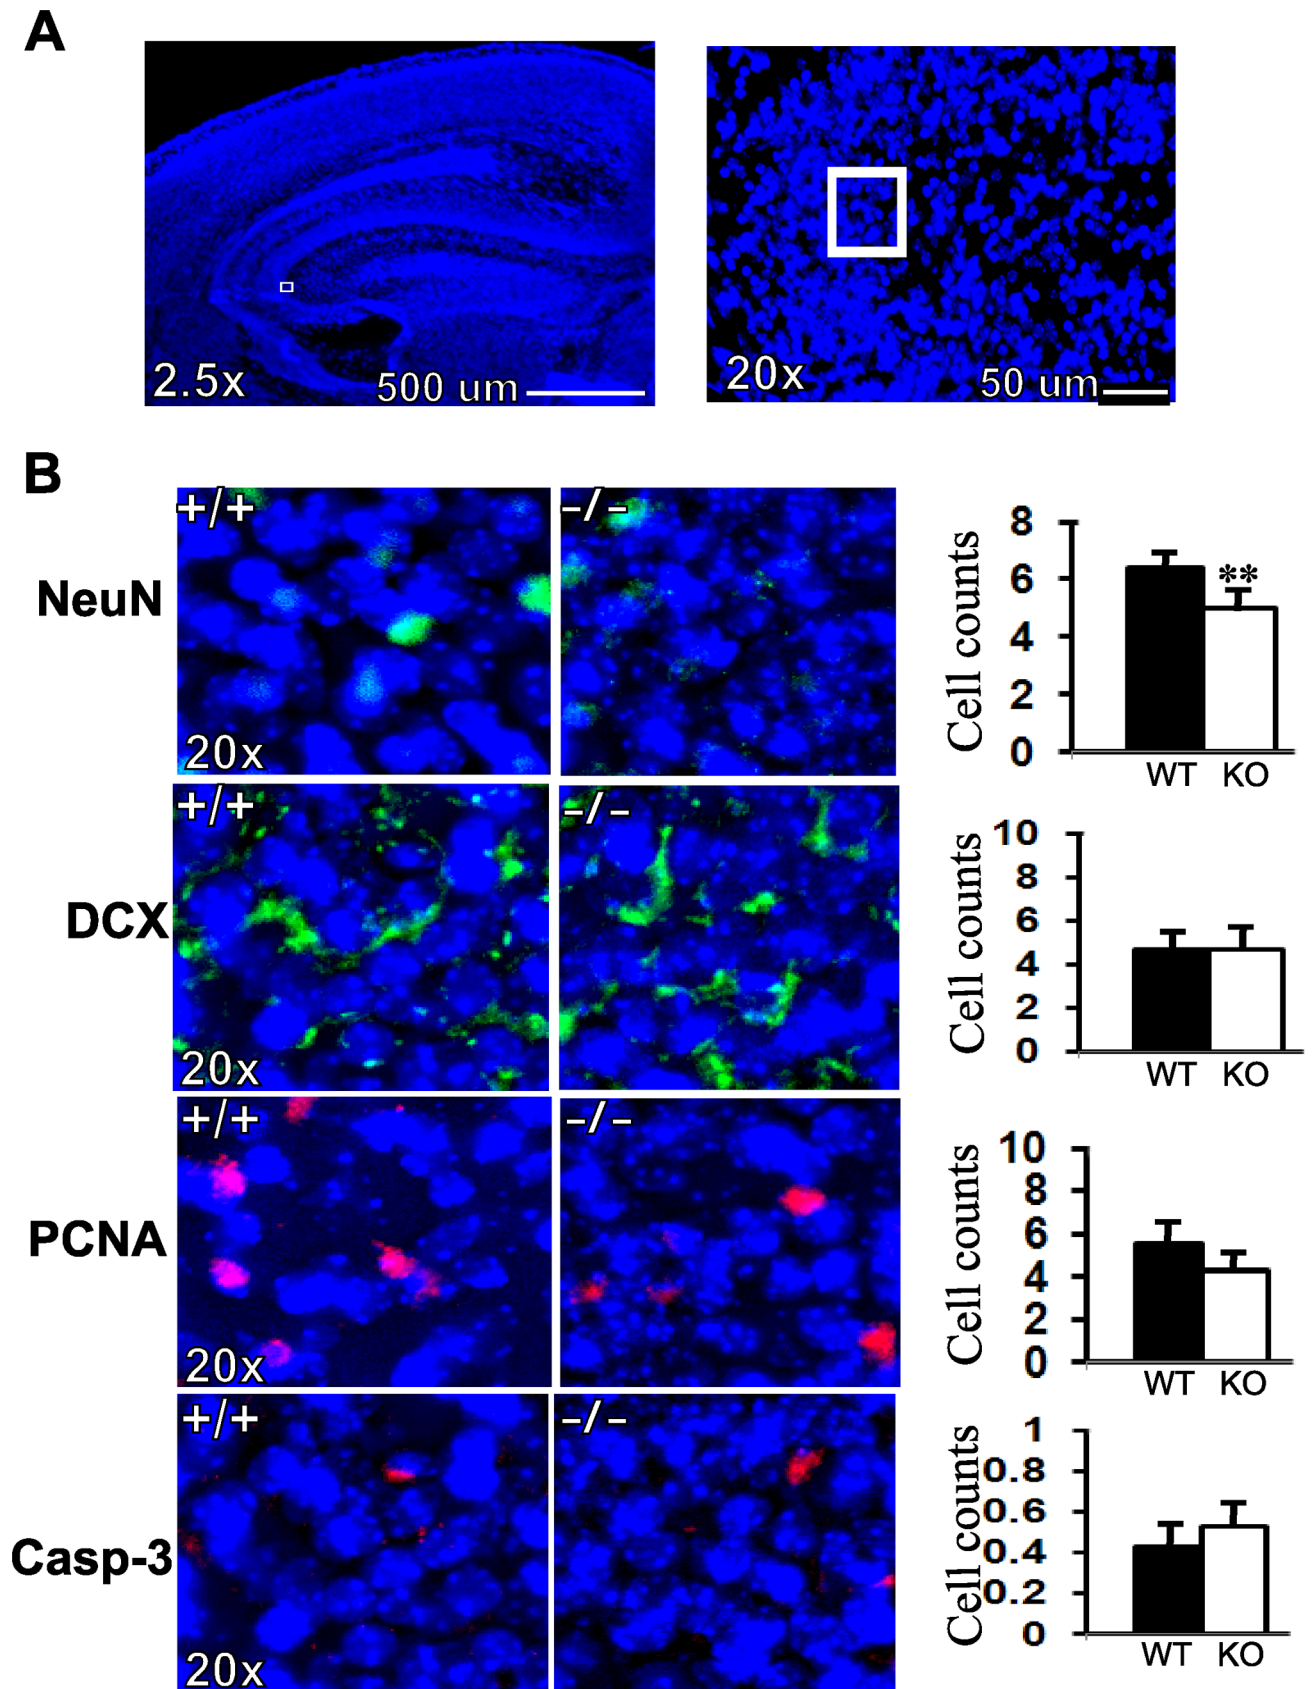 A
2.5x
500 um
20x
50 um
B
NeuN
+/+
20x
-/-
Cell counts
8
6
4
2
0
**
WT KO
DCX
+/+
20x
-/-
Cell counts
10
8
6
4
2
0
WT KO
PCNA
+/+
20x
-/-
Cell counts
10
8
6
4
2
0
WT KO
Casp-3
+/+
20x
-/-
Cell counts
1
0.8
0.6
0.4
0.2
0
WT KO